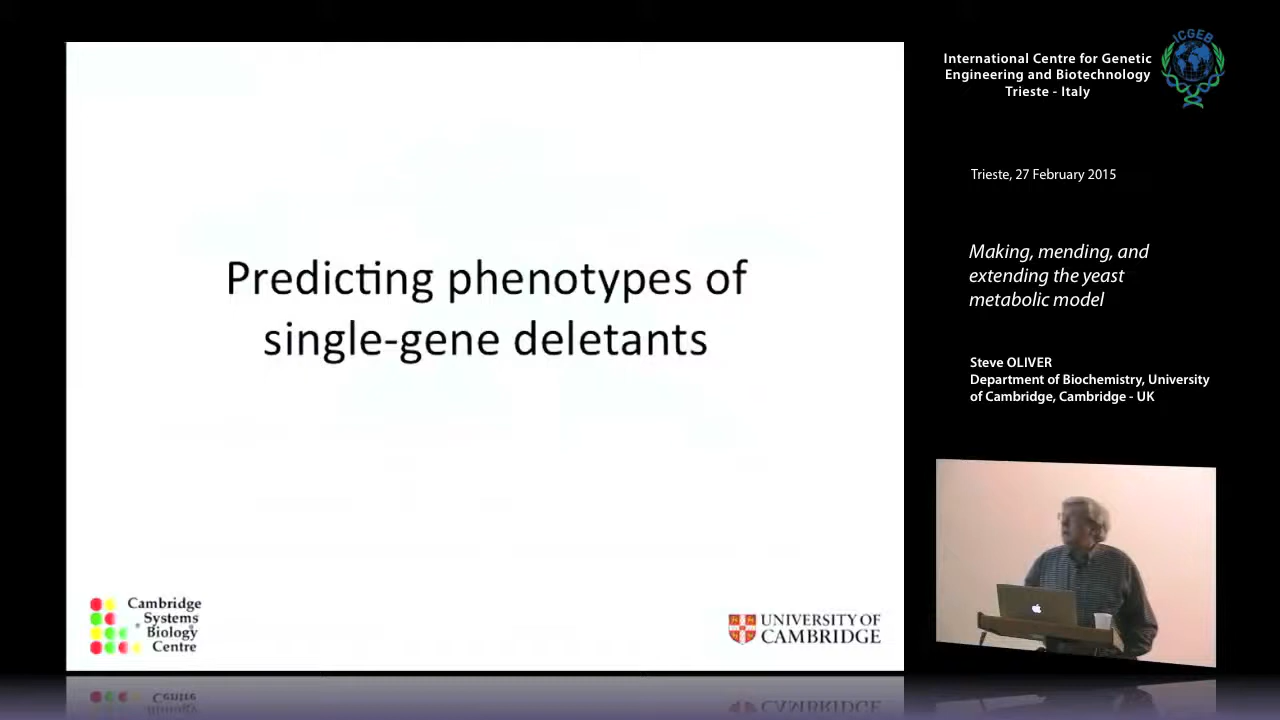 Predicting phenotypes of
single-gene deletants
Cambridge
Systems
Biology
Centre
UNIVERSITY OF
CAMBRIDGE
International Centre for Genetic
Engineering and Biotechnology
Trieste - Italy
ICGEB
Trieste, 27 February 2015
Making, mending, and
extending the yeast
metabolic model
Steve OLIVER
Department of Biochemistry, University
of Cambridge, Cambridge - UK